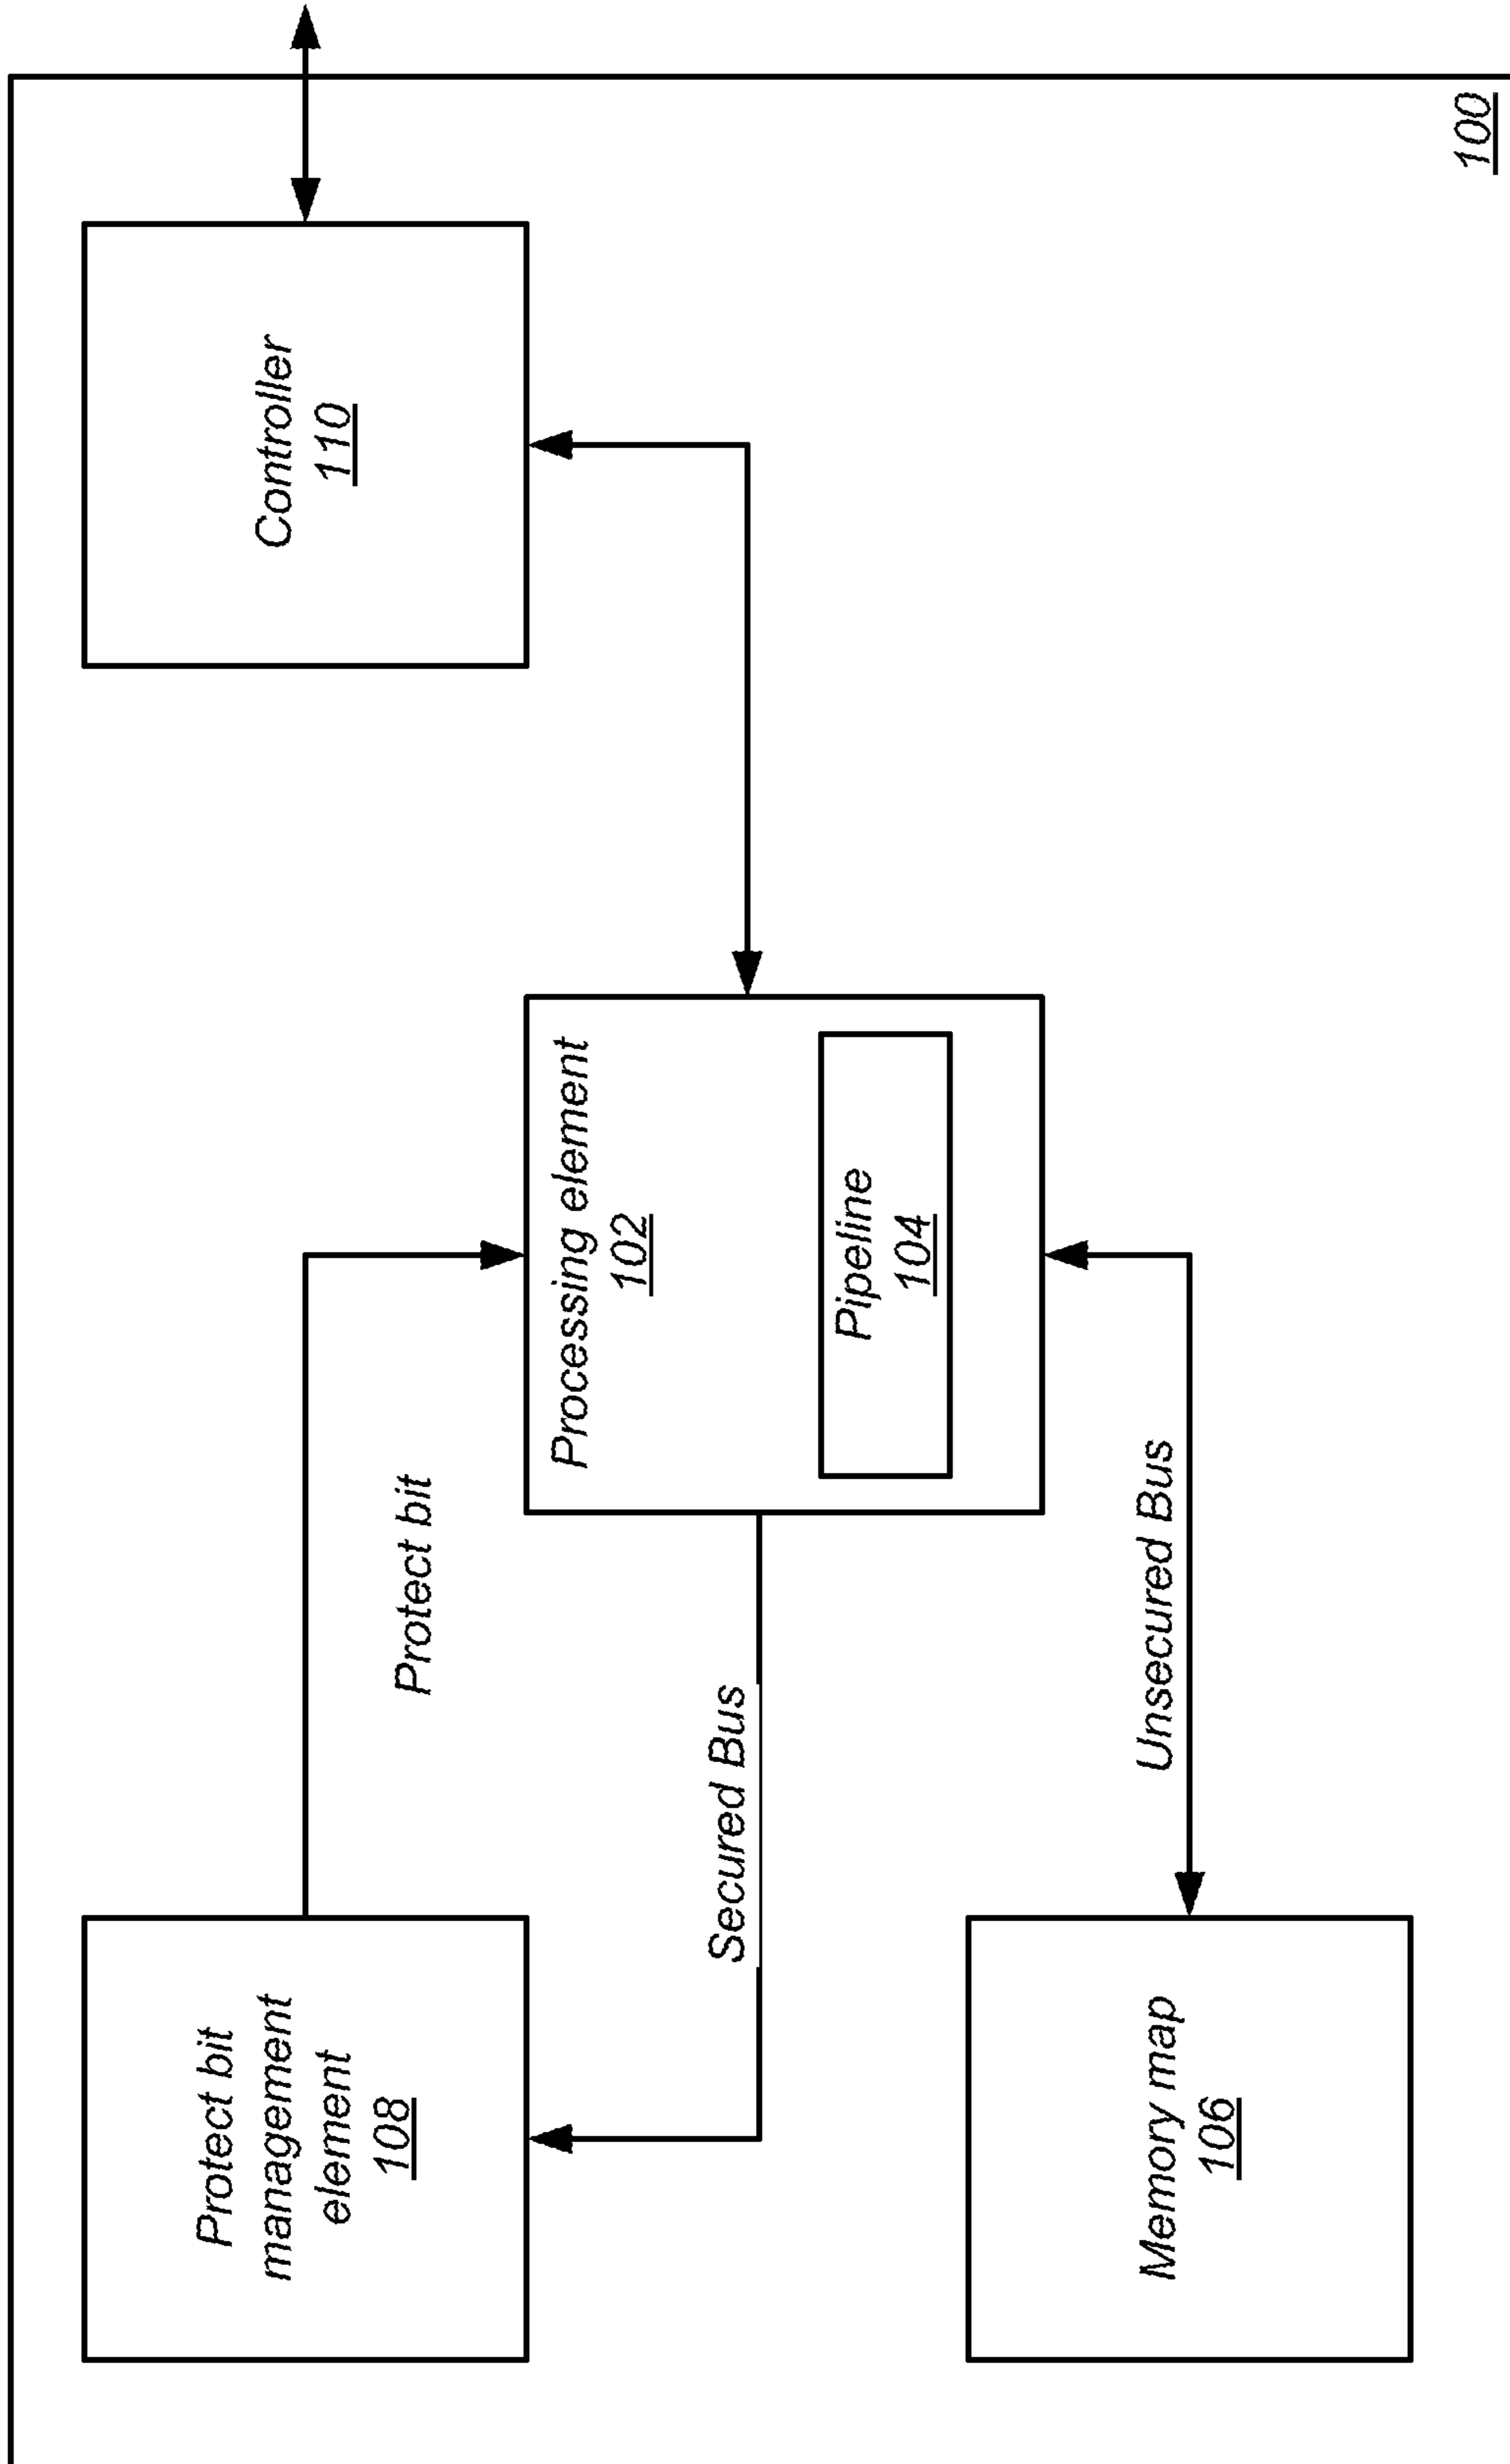 Protect bit
management
element
108
Protect bit
Controller
110
Processing element
102
Secured Bus
Pipeline
104
Memory map
106
Unsecured Bus
100